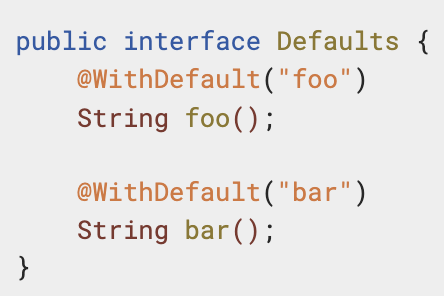 public interface Defaults {
    @WithDefault("foo")
    String foo();

    @WithDefault("bar")
    String bar();
}